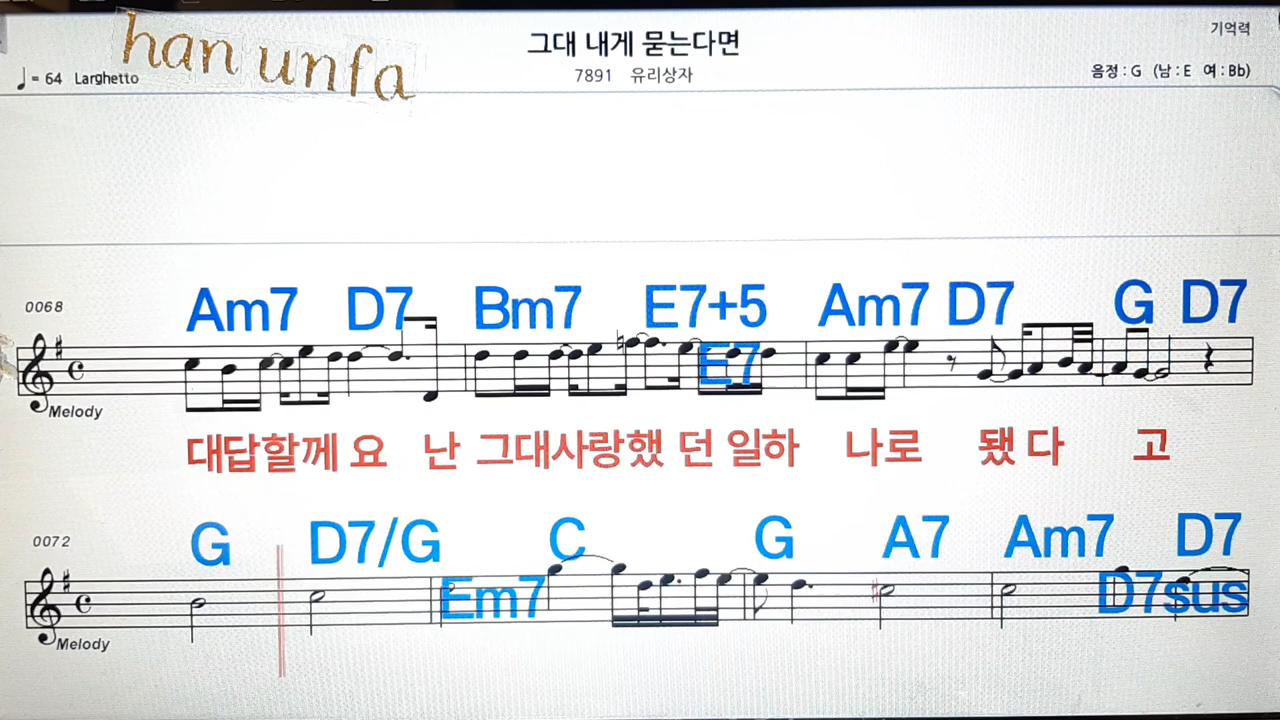 han unfa
그대 내게 묻는다면
기억력
♩= 64 Larghetto
7891 유리상자
음정 : G (남 : E 여 : Bb)
0068
Am7 D7 Bm7 E7+5 Am7 D7 G D7
E7
Melody
대답할께 요 난 그대사랑했 던 일하 나로 됐 다 고
0072
G D7/G C G A7 Am7 D7
Em7 D7sus
Melody